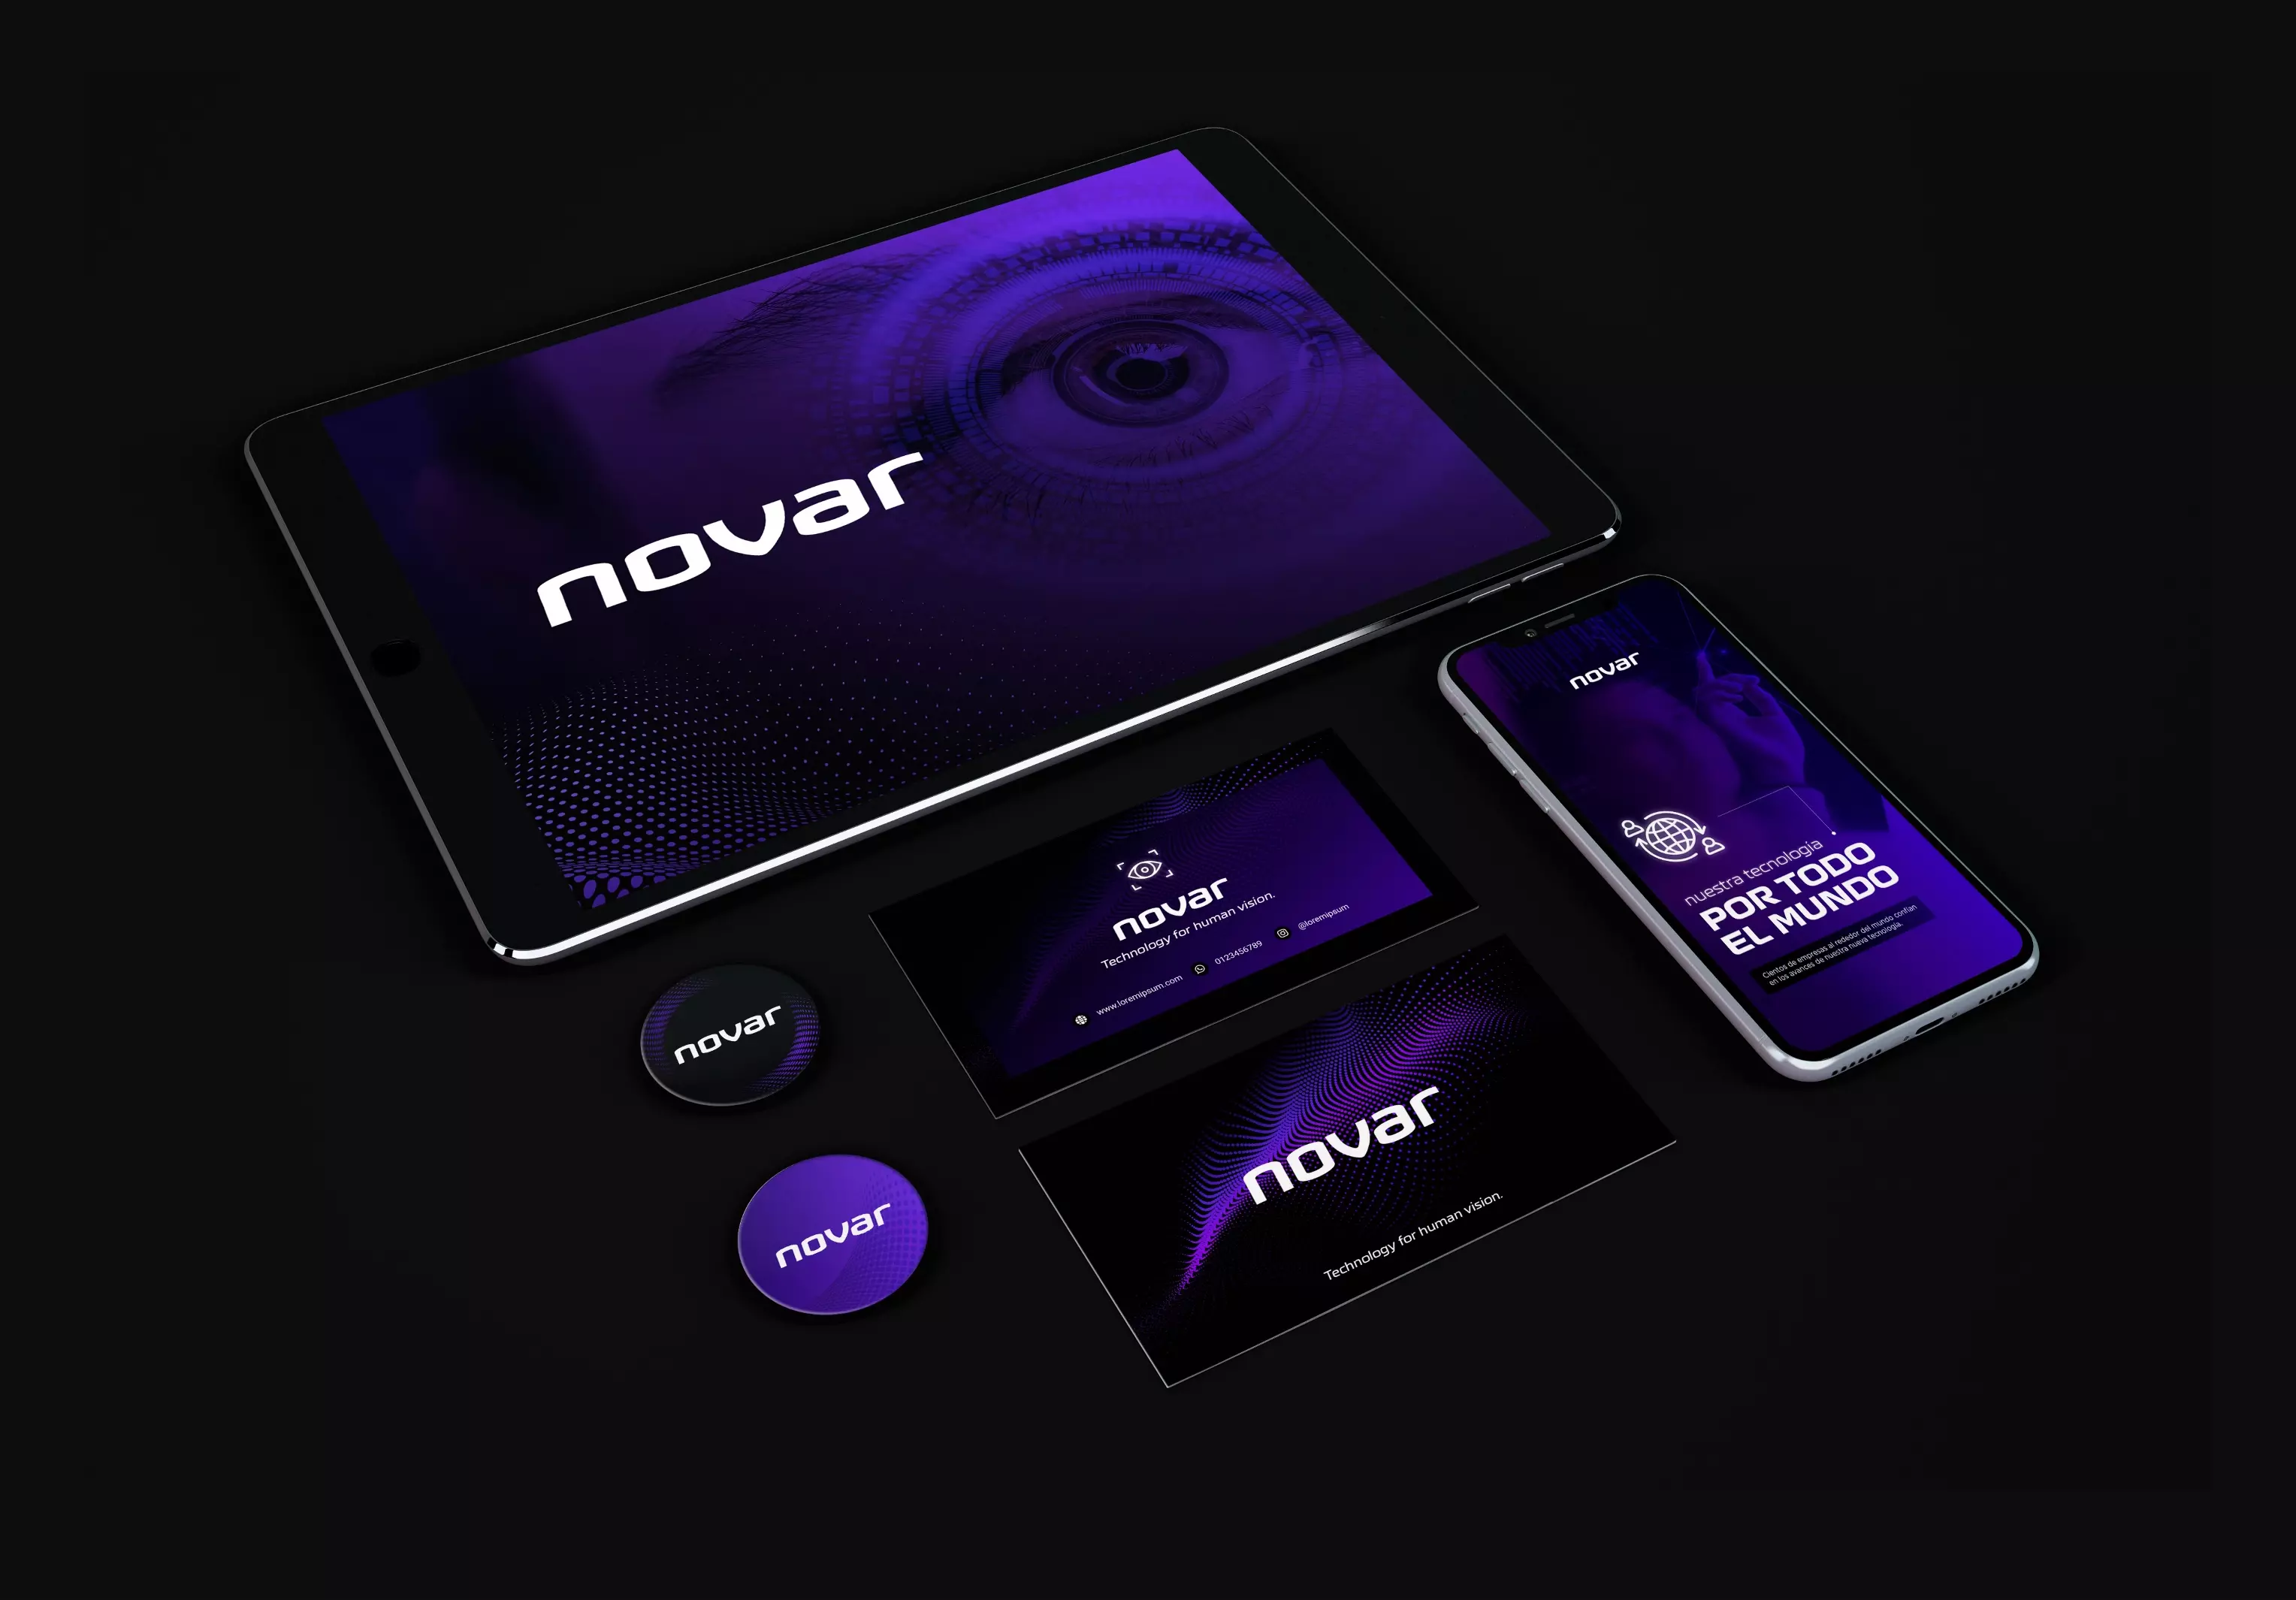 novar
novar
nuestra tecnología
POR TODO
EL MUNDO
Cientos de empresas al rededor del mundo confían
en los avances de nuestra nueva tecnología.
novar
Technology for human vision.
www.loremipsum.com
0123456789
@loremipsum
novar
novar
Technology for human vision.
novar